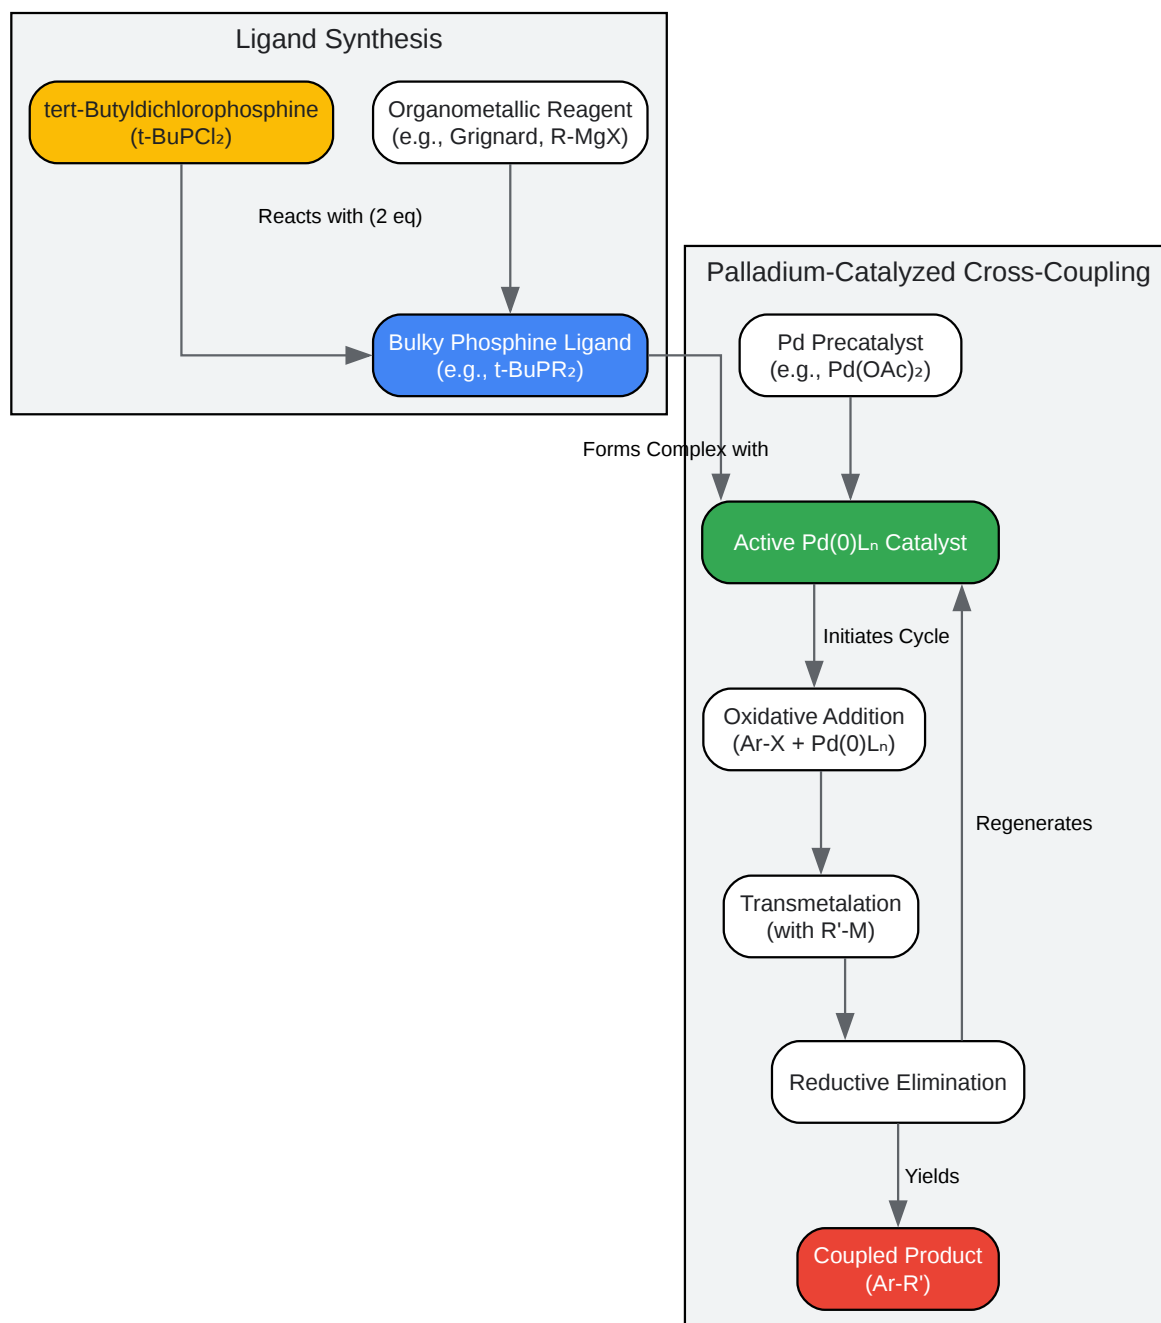 Ligand Synthesis
tert-Butyldichlorophosphine
(t-BuPCl₂)
Organometallic Reagent
(e.g., Grignard, R-MgX)
Reacts with (2 eq)
Bulky Phosphine Ligand
(e.g., t-BuPR₂)
Palladium-Catalyzed Cross-Coupling
Pd Precatalyst
(e.g., Pd(OAc)₂)
Forms Complex with
Active Pd(0)Lₙ Catalyst
Initiates Cycle
Oxidative Addition
(Ar-X + Pd(0)Lₙ)
Regenerates
Transmetalation
(with R'-M)
Reductive Elimination
Yields
Coupled Product
(Ar-R')